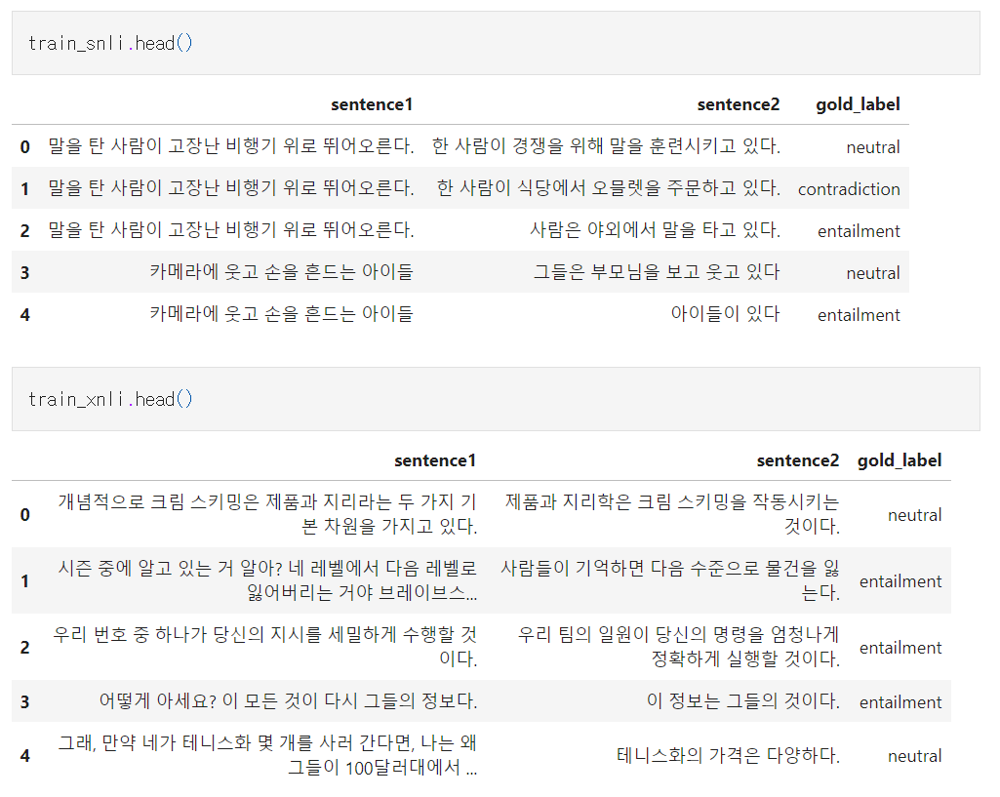 train_snli.head()
sentence1 sentence2 gold_label
0 말을 탄 사람이 고장난 비행기 위로 뛰어오른다. 한 사람이 경쟁을 위해 말을 훈련시키고 있다. neutral
1 말을 탄 사람이 고장난 비행기 위로 뛰어오른다. 한 사람이 식당에서 오믈렛을 주문하고 있다. contradiction
2 말을 탄 사람이 고장난 비행기 위로 뛰어오른다. 사람은 야외에서 말을 타고 있다. entailment
3 카메라에 웃고 손을 흔드는 아이들 그들은 부모님을 보고 웃고 있다 neutral
4 카메라에 웃고 손을 흔드는 아이들 아이들이 있다 entailment
train_xnli.head()
sentence1 sentence2 gold_label
0 개념적으로 크림 스키밍은 제품과 지리라는 두 가지 기 제품과 지리학은 크림 스키밍을 작동시키는 neutral
본 차원을 가지고 있다. 것이다.
1 시즌 중에 알고 있는 거 알아? 네 레벨에서 다음 레벨로 사람들이 기억하면 다음 수준으로 물건을 잃 entailment
잃어버리는 거야 브레이브스... 는다.
2 우리 번호 중 하나가 당신의 지시를 세밀하게 수행할 것 우리 팀의 일원이 당신의 명령을 엄청나게 entailment
이다. 정확하게 실행할 것이다.
3 어떻게 아세요? 이 모든 것이 다시 그들의 정보다. 이 정보는 그들의 것이다. entailment
4 그래, 만약 네가 테니스화 몇 개를 사러 간다면, 나는 왜 테니스화의 가격은 다양하다. neutral
그들이 100달러대에서 ...